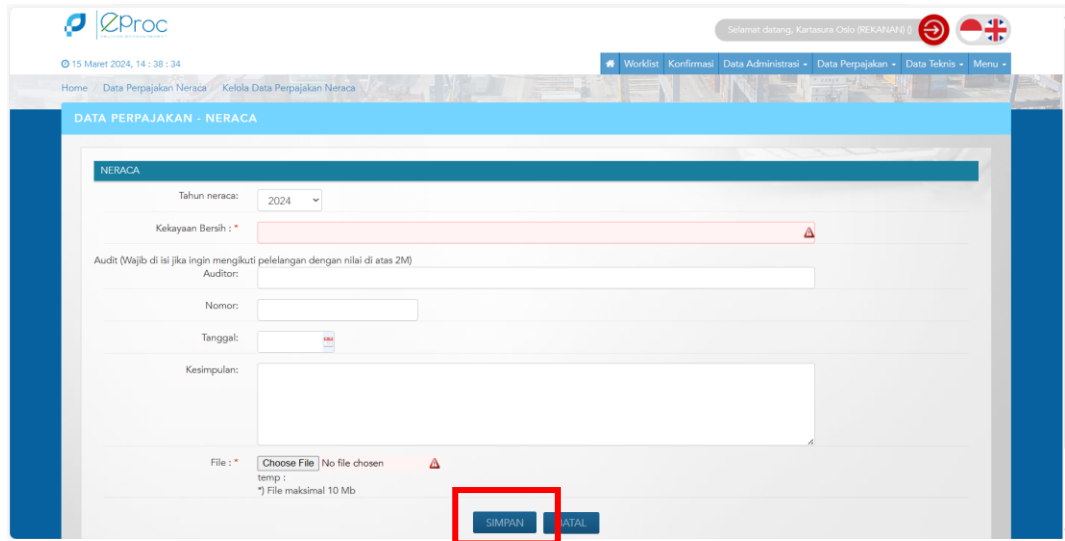 eProc
Selamat datang, Kartasura Oslo (REKANAN) ()
15 Maret 2024, 14 : 38 : 34
Worklist Konfirmasi Data Administrasi Data Perpajakan Data Teknis Menu
Home / Data Perpajakan Neraca / Kelola Data Perpajakan Neraca
DATA PERPAJAKAN - NERACA
NERACA
Tahun neraca: 2024
Kekayaan Bersih : *
Audit (Wajib di isi jika ingin mengikuti pelelangan dengan nilai di atas 2M)
Auditor:
Nomor:
Tanggal:
Kesimpulan:
File : * Choose File No file chosen
temp :
*) File maksimal 10 Mb
SIMPAN BATAL